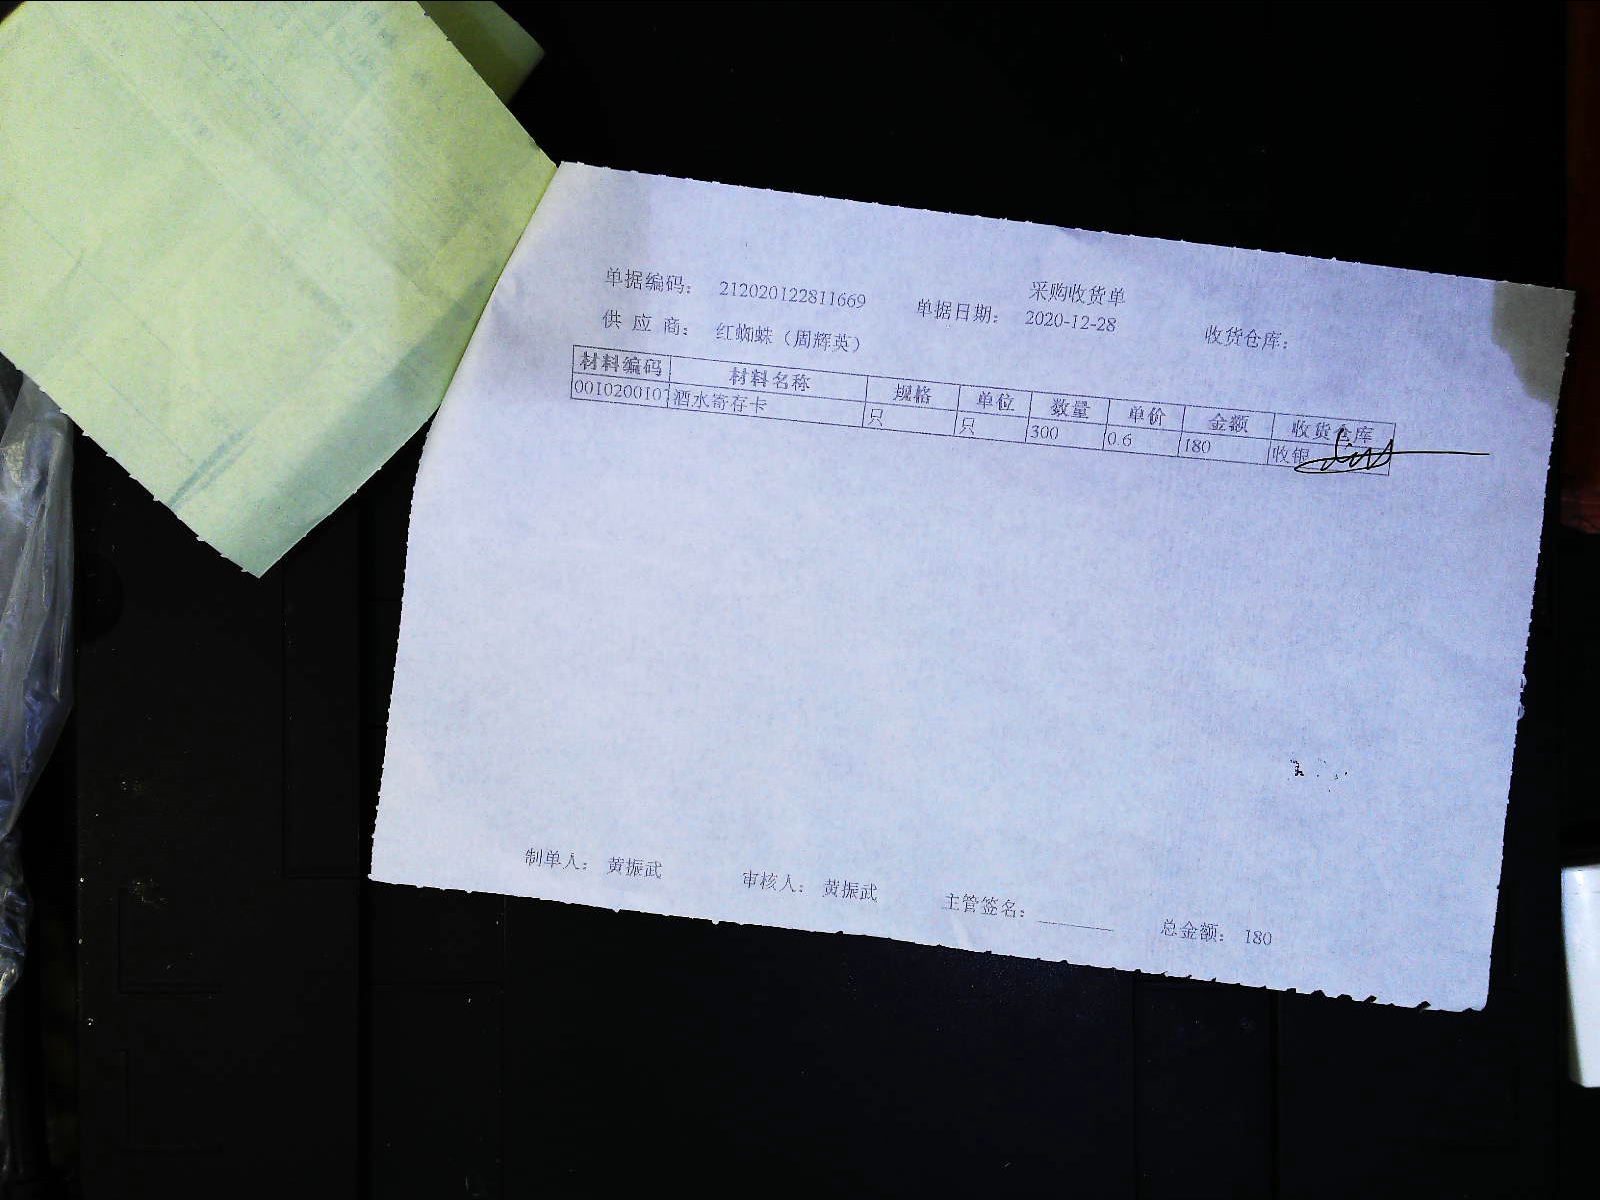 采购收货单
单据编码： 212020122811669 单据日期： 2020-12-28 收货仓库：
供 应 商： 红蜘蛛（周辉英）
材料编码 材料名称 规格 单位 数量 单价 金额 收货仓库
0010200107 酒水寄存卡 只 只 300 0.6 180 收银
制单人： 黄振武 审核人： 黄振武 主管签名： 总金额： 180